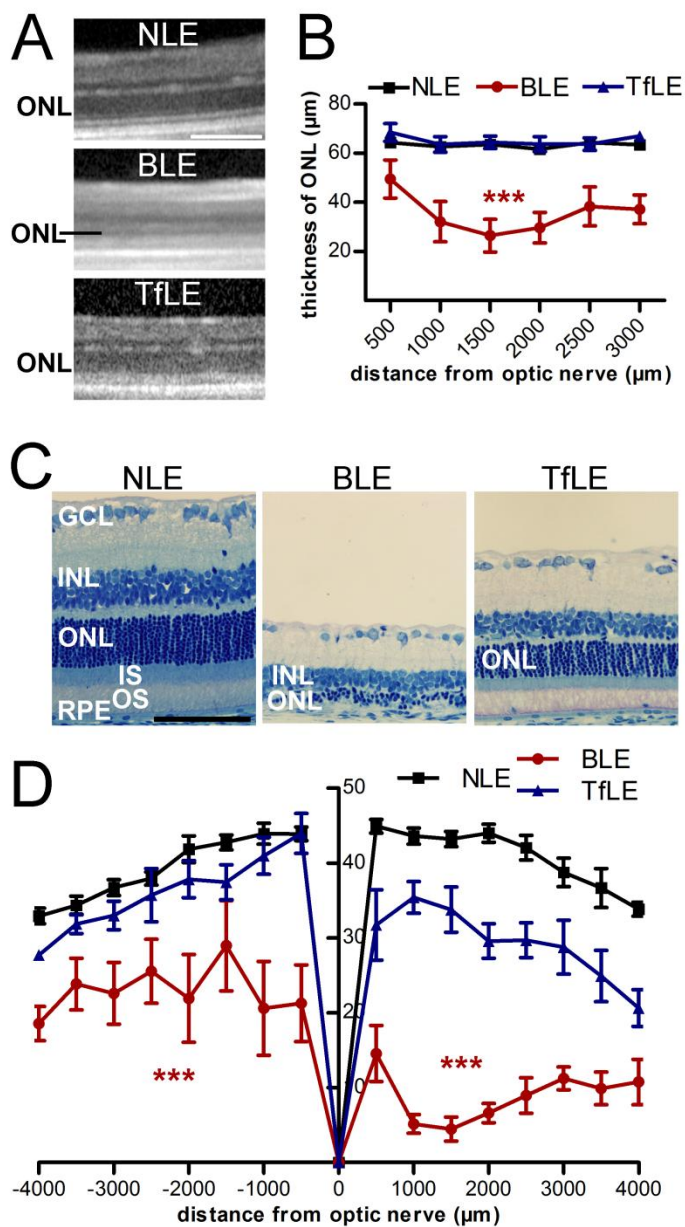 A
NLE
ONL
BLE
ONL
TfLE
ONL
B
NLE BLE TfLE
thickness of ONL (µm)
80
60
40
20
***
500 1000 1500 2000 2500 3000
distance from optic nerve (µm)
C
NLE BLE TfLE
GCL
INL
ONL
IS
OS
RPE
INL
ONL
ONL
D
NLE
BLE
TfLE
50
40
30
20
10
*** ***
-4000 -3000 -2000 -1000 0 1000 2000 3000 4000
distance from optic nerve (µm)